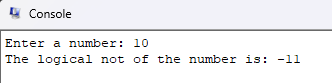 Console
Enter a number: 10
The logical not of the number is: -11